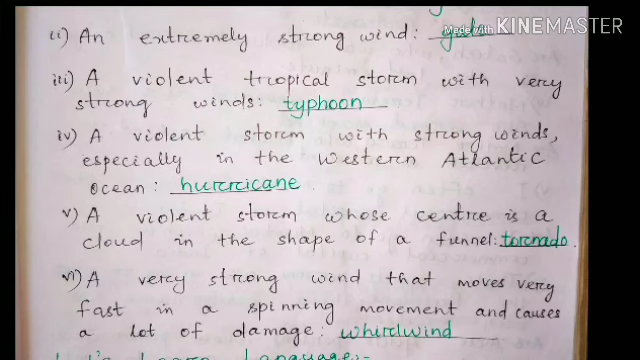 Made with KINEMASTER
ii) An extremely strong wind: gale
iii) A violent tropical storm with very
strong winds: typhoon
iv) A violent storm with strong winds,
especially in the Western Atlantic
Ocean: hurricane
v) A violent storm whose centre is a
cloud in the shape of a funnel: tornado.
vi) A very strong wind that moves very
fast in a spinning movement and causes
a lot of damage: whirlwind
Language:-